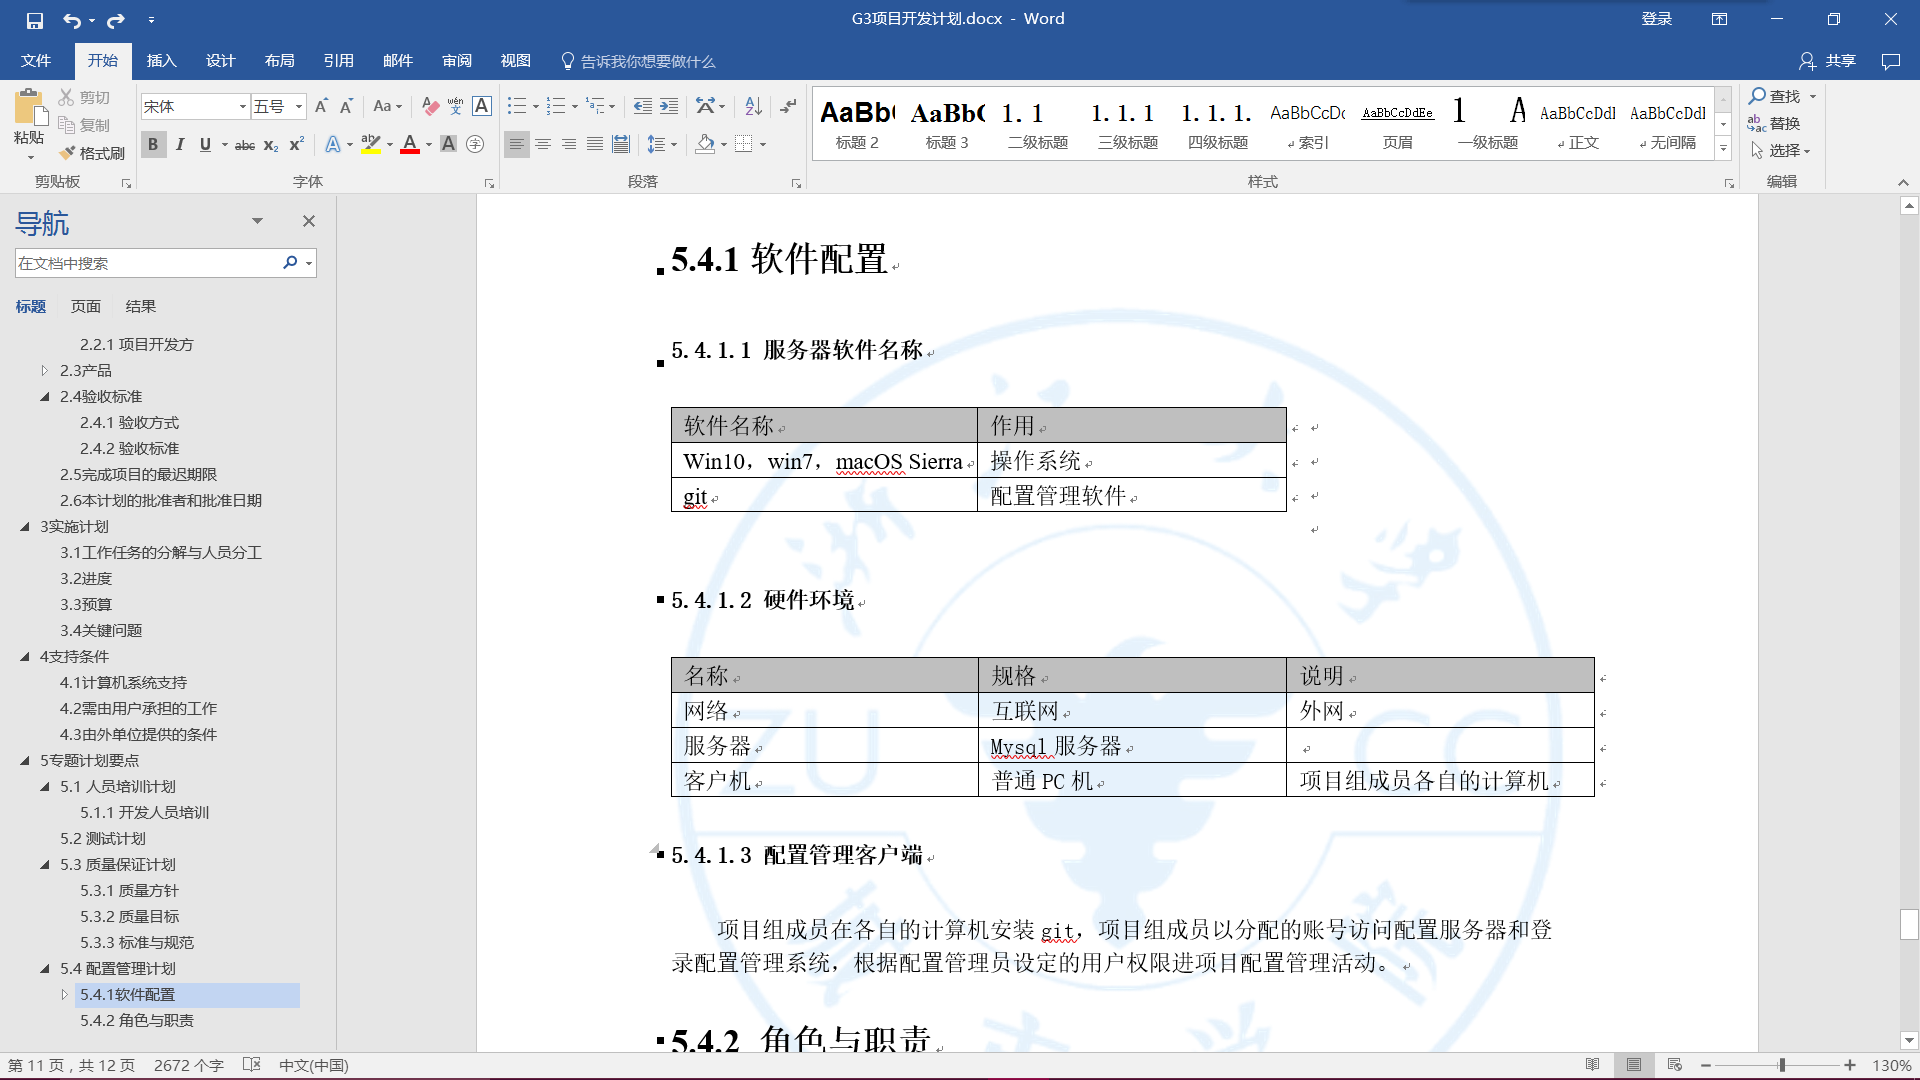 G3项目开发计划.docx - Word
登录
文件 开始 插入 设计 布局 引用 邮件 审阅 视图 告诉我你想要做什么
共享
粘贴
剪切
复制
格式刷
剪贴板
宋体 五号
Aa
wén
文
A
B I U abc X₂ X² A aby A A 字
字体
段落
AaBb( AaBb( 1. 1 1. 1. 1 1. 1. 1. AaBbCcDc AaBbCcDdEe 1 A AaBbCcDdI AaBbCcDdI
标题 2 标题 3 二级标题 三级标题 四级标题 索引 页眉 一级标题 正文 无间隔
样式
查找
替换
选择
编辑
导航
在文档中搜索
标题 页面 结果
2.2.1 项目开发方
2.3产品
2.4验收标准
2.4.1 验收方式
2.4.2 验收标准
2.5完成项目的最迟期限
2.6本计划的批准者和批准日期
3实施计划
3.1工作任务的分解与人员分工
3.2进度
3.3预算
3.4关键问题
4支持条件
4.1计算机系统支持
4.2需由用户承担的工作
4.3由外单位提供的条件
5专题计划要点
5.1 人员培训计划
5.1.1 开发人员培训
5.2 测试计划
5.3 质量保证计划
5.3.1 质量方针
5.3.2 质量目标
5.3.3 标准与规范
5.4 配置管理计划
5.4.1软件配置
5.4.2 角色与职责
5.4.1 软件配置
5.4.1.1 服务器软件名称
软件名称 作用
Win10，win7，macOS Sierra 操作系统
git 配置管理软件
5.4.1.2 硬件环境
名称 规格 说明
网络 互联网 外网
服务器 Mysql 服务器
客户机 普通 PC 机 项目组成员各自的计算机
ZU CC
5.4.1.3 配置管理客户端
项目组成员在各自的计算机安装 git，项目组成员以分配的账号访问配置服务器和登
录配置管理系统，根据配置管理员设定的用户权限进项目配置管理活动。
5.4.2 角色与职责
第 11 页，共 12 页 2672 个字 中文(中国)
130%